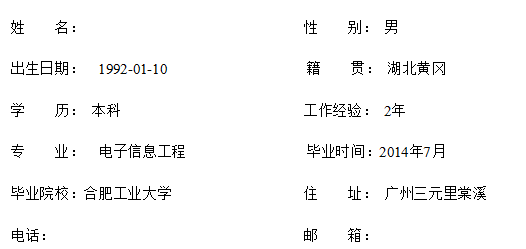 姓　　名：　　性　　别： 男
出生日期：　1992-01-10　　籍　　贯： 湖北黄冈
学　　历： 本科　　工作经验： 2年
专　　业：　电子信息工程　　毕业时间：2014年7月
毕业院校：合肥工业大学　　住　　址： 广州三元里棠溪
电话：　　邮　　箱：